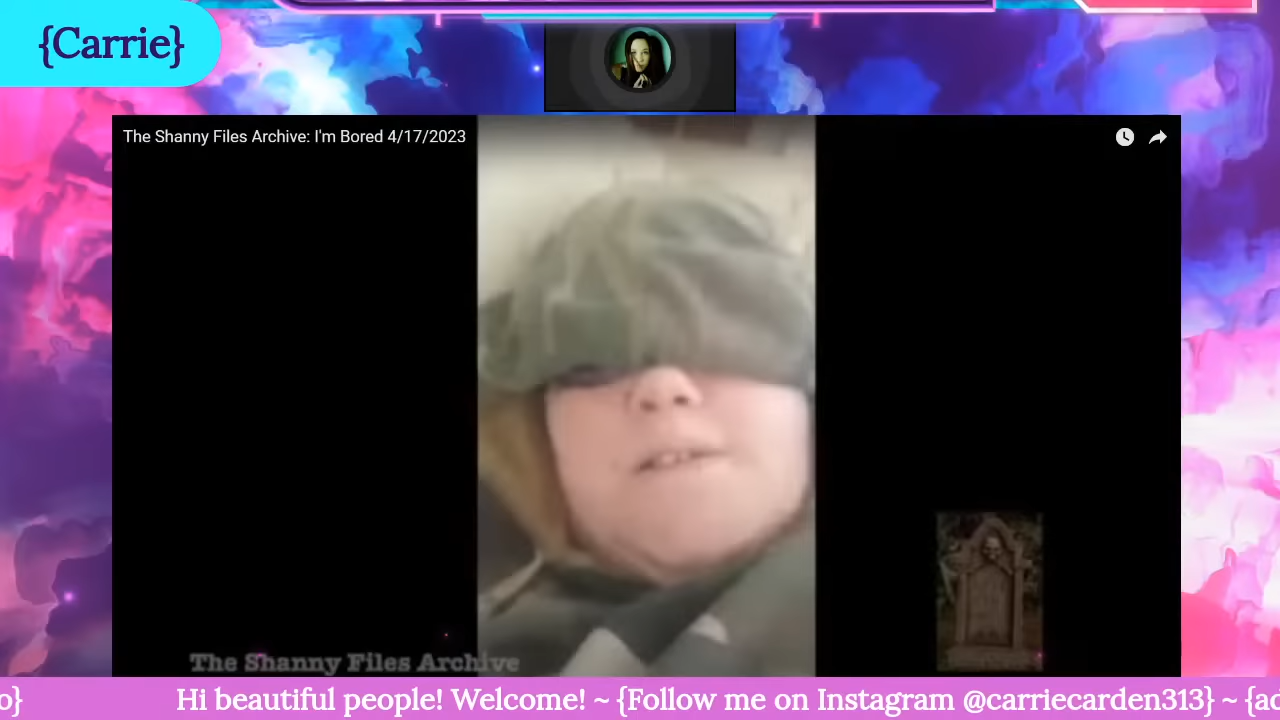 {Carrie}
The Shanny Files Archive: I'm Bored 4/17/2023
The Shanny Files Archive
o} Hi beautiful people! Welcome! ~ {Follow me on Instagram @carriecarden313} ~ {ad